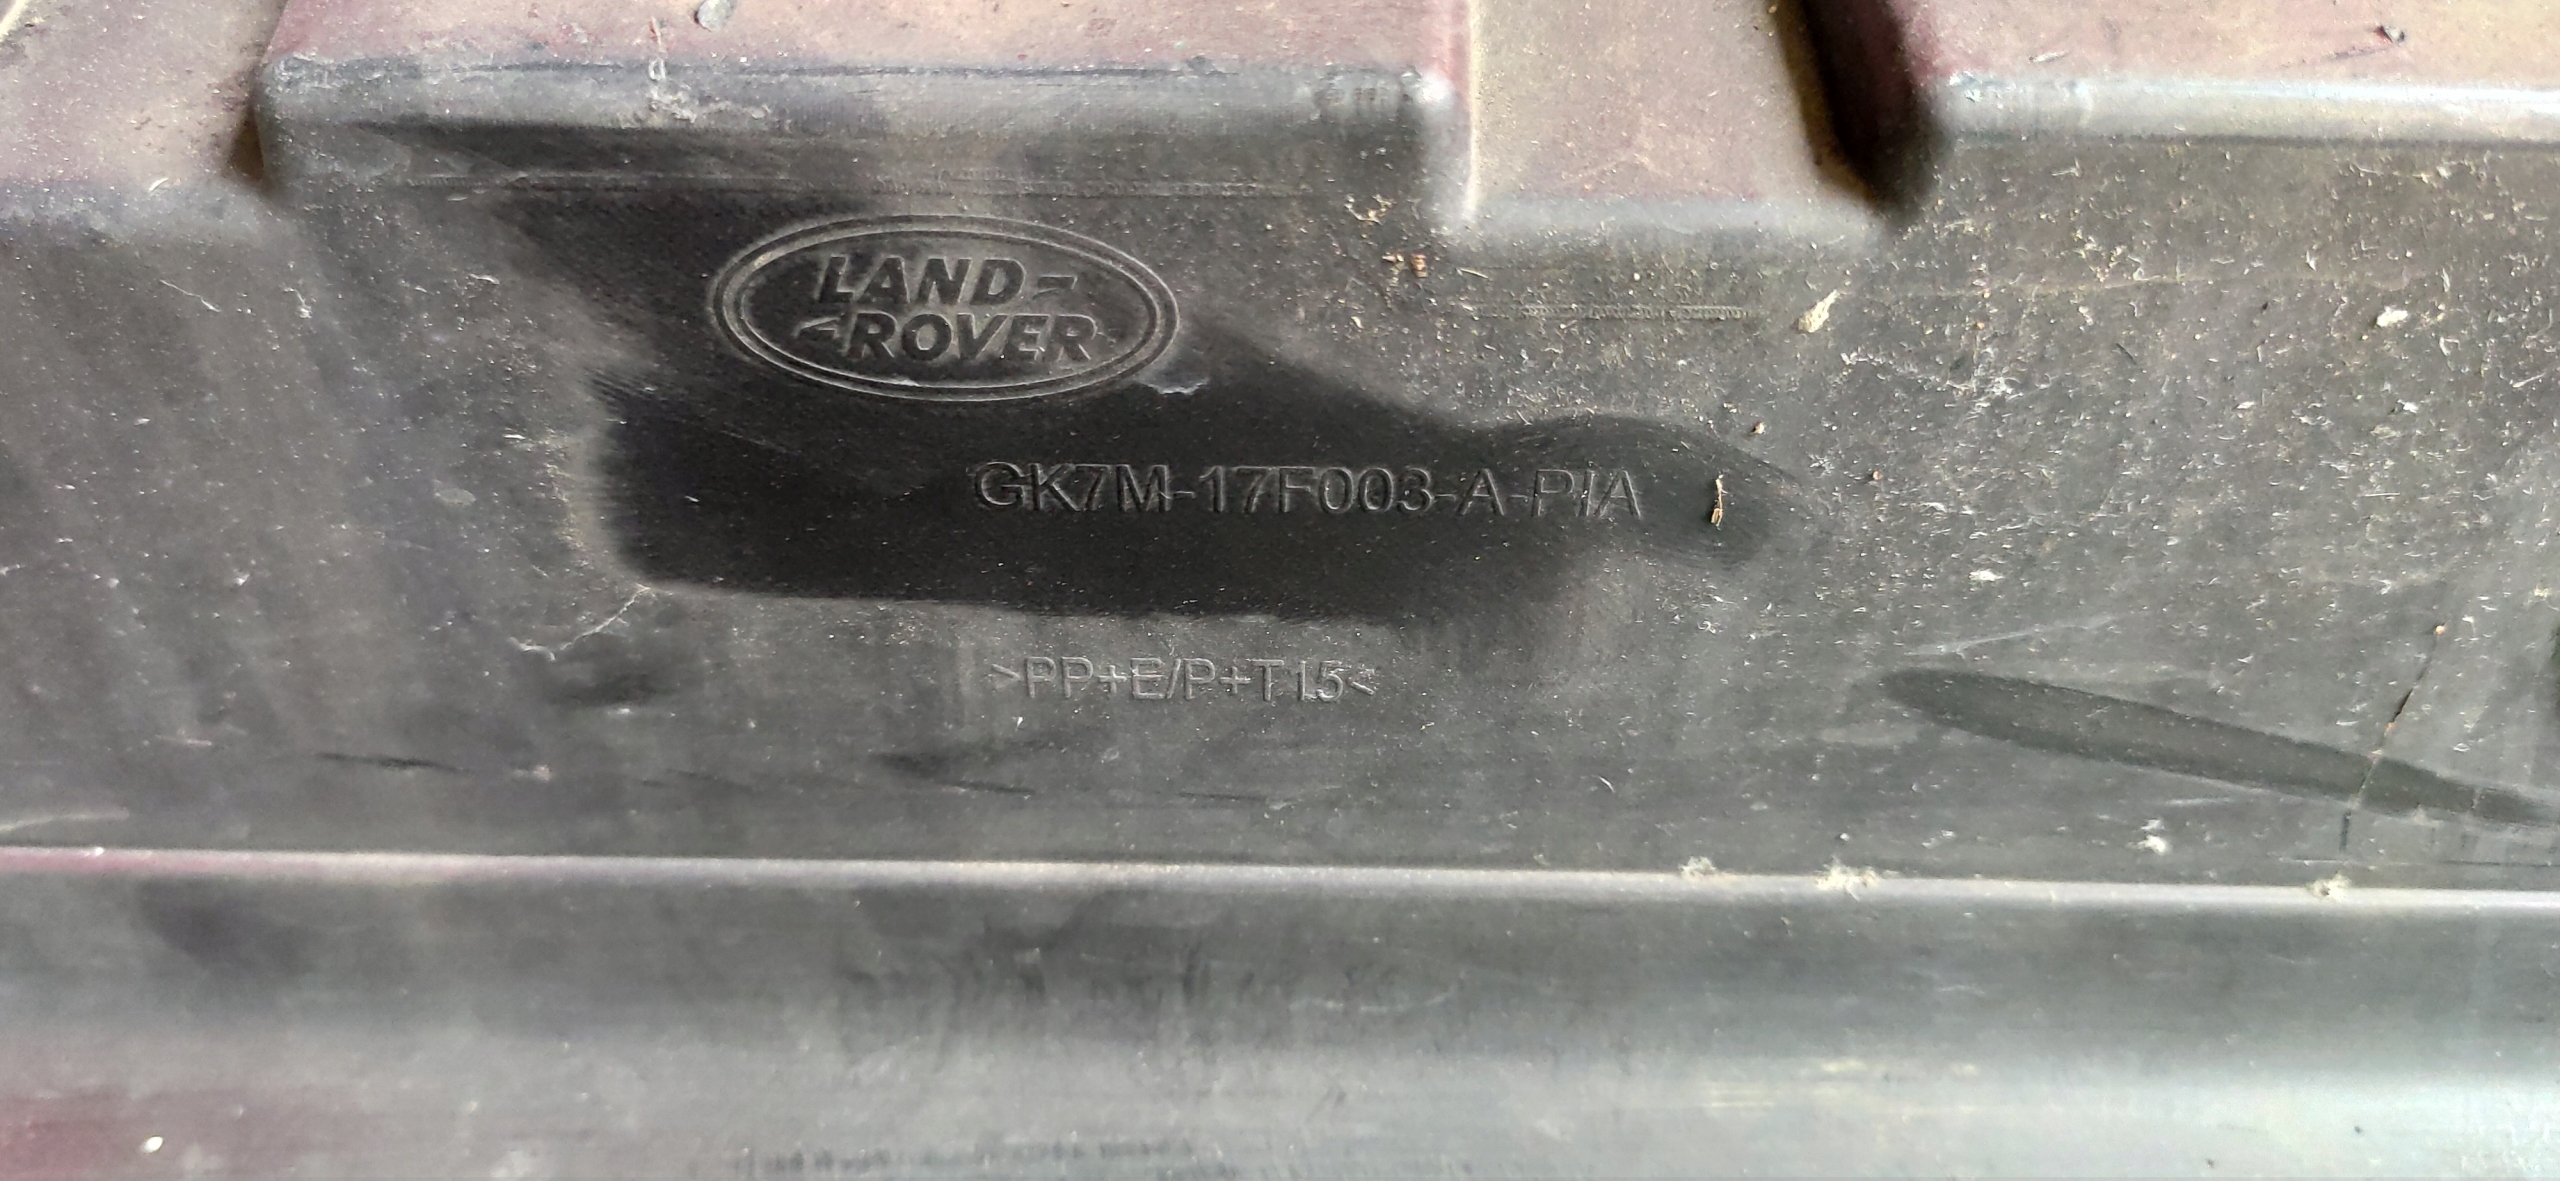 LAND-
ROVER
GK7M-17F003-A-PIA
>PP+E/P+T15<